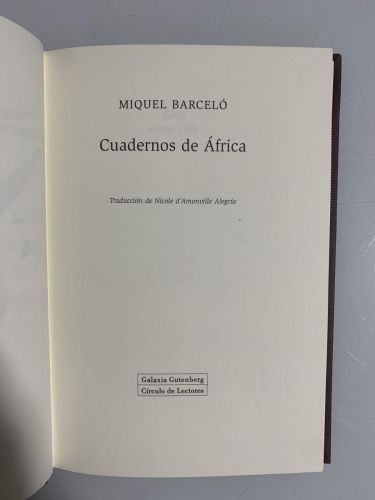 MIQUEL BARCELÓ
Cuadernos de África
Traducción de Nicole d'Amonville Alegría
Galaxia Gutenberg
Círculo de Lectores